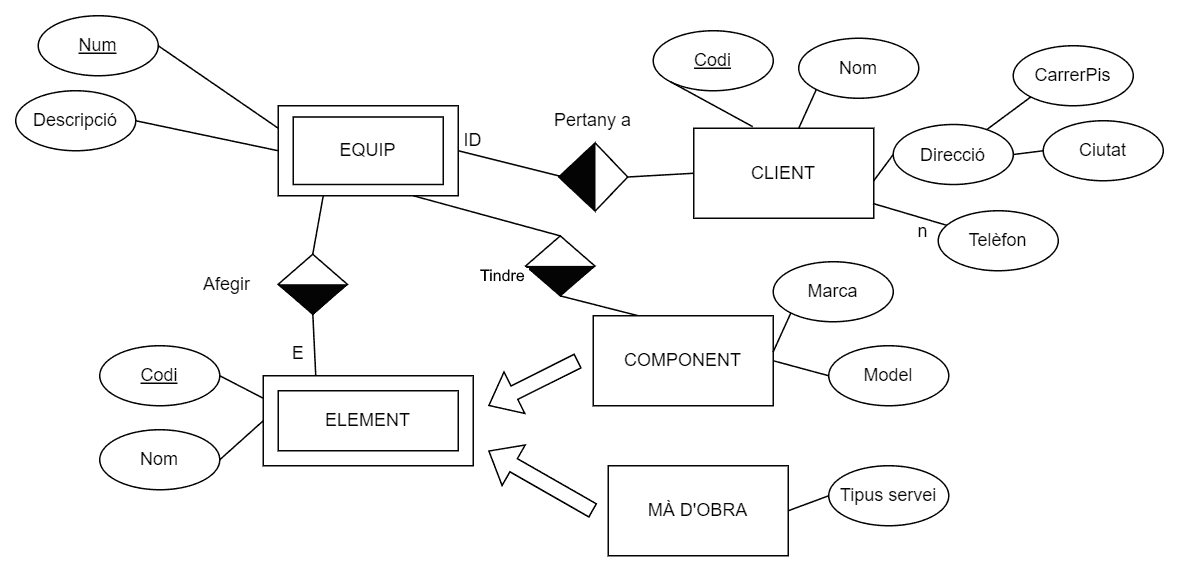 Num
Descripció
EQUIP
ID
Pertany a
Codi
Nom
CLIENT
Direcció
CarrerPis
Ciutat
n
Telèfon
Afegir
Tindre
E
Codi
Nom
ELEMENT
COMPONENT
Marca
Model
MÀ D'OBRA
Tipus servei